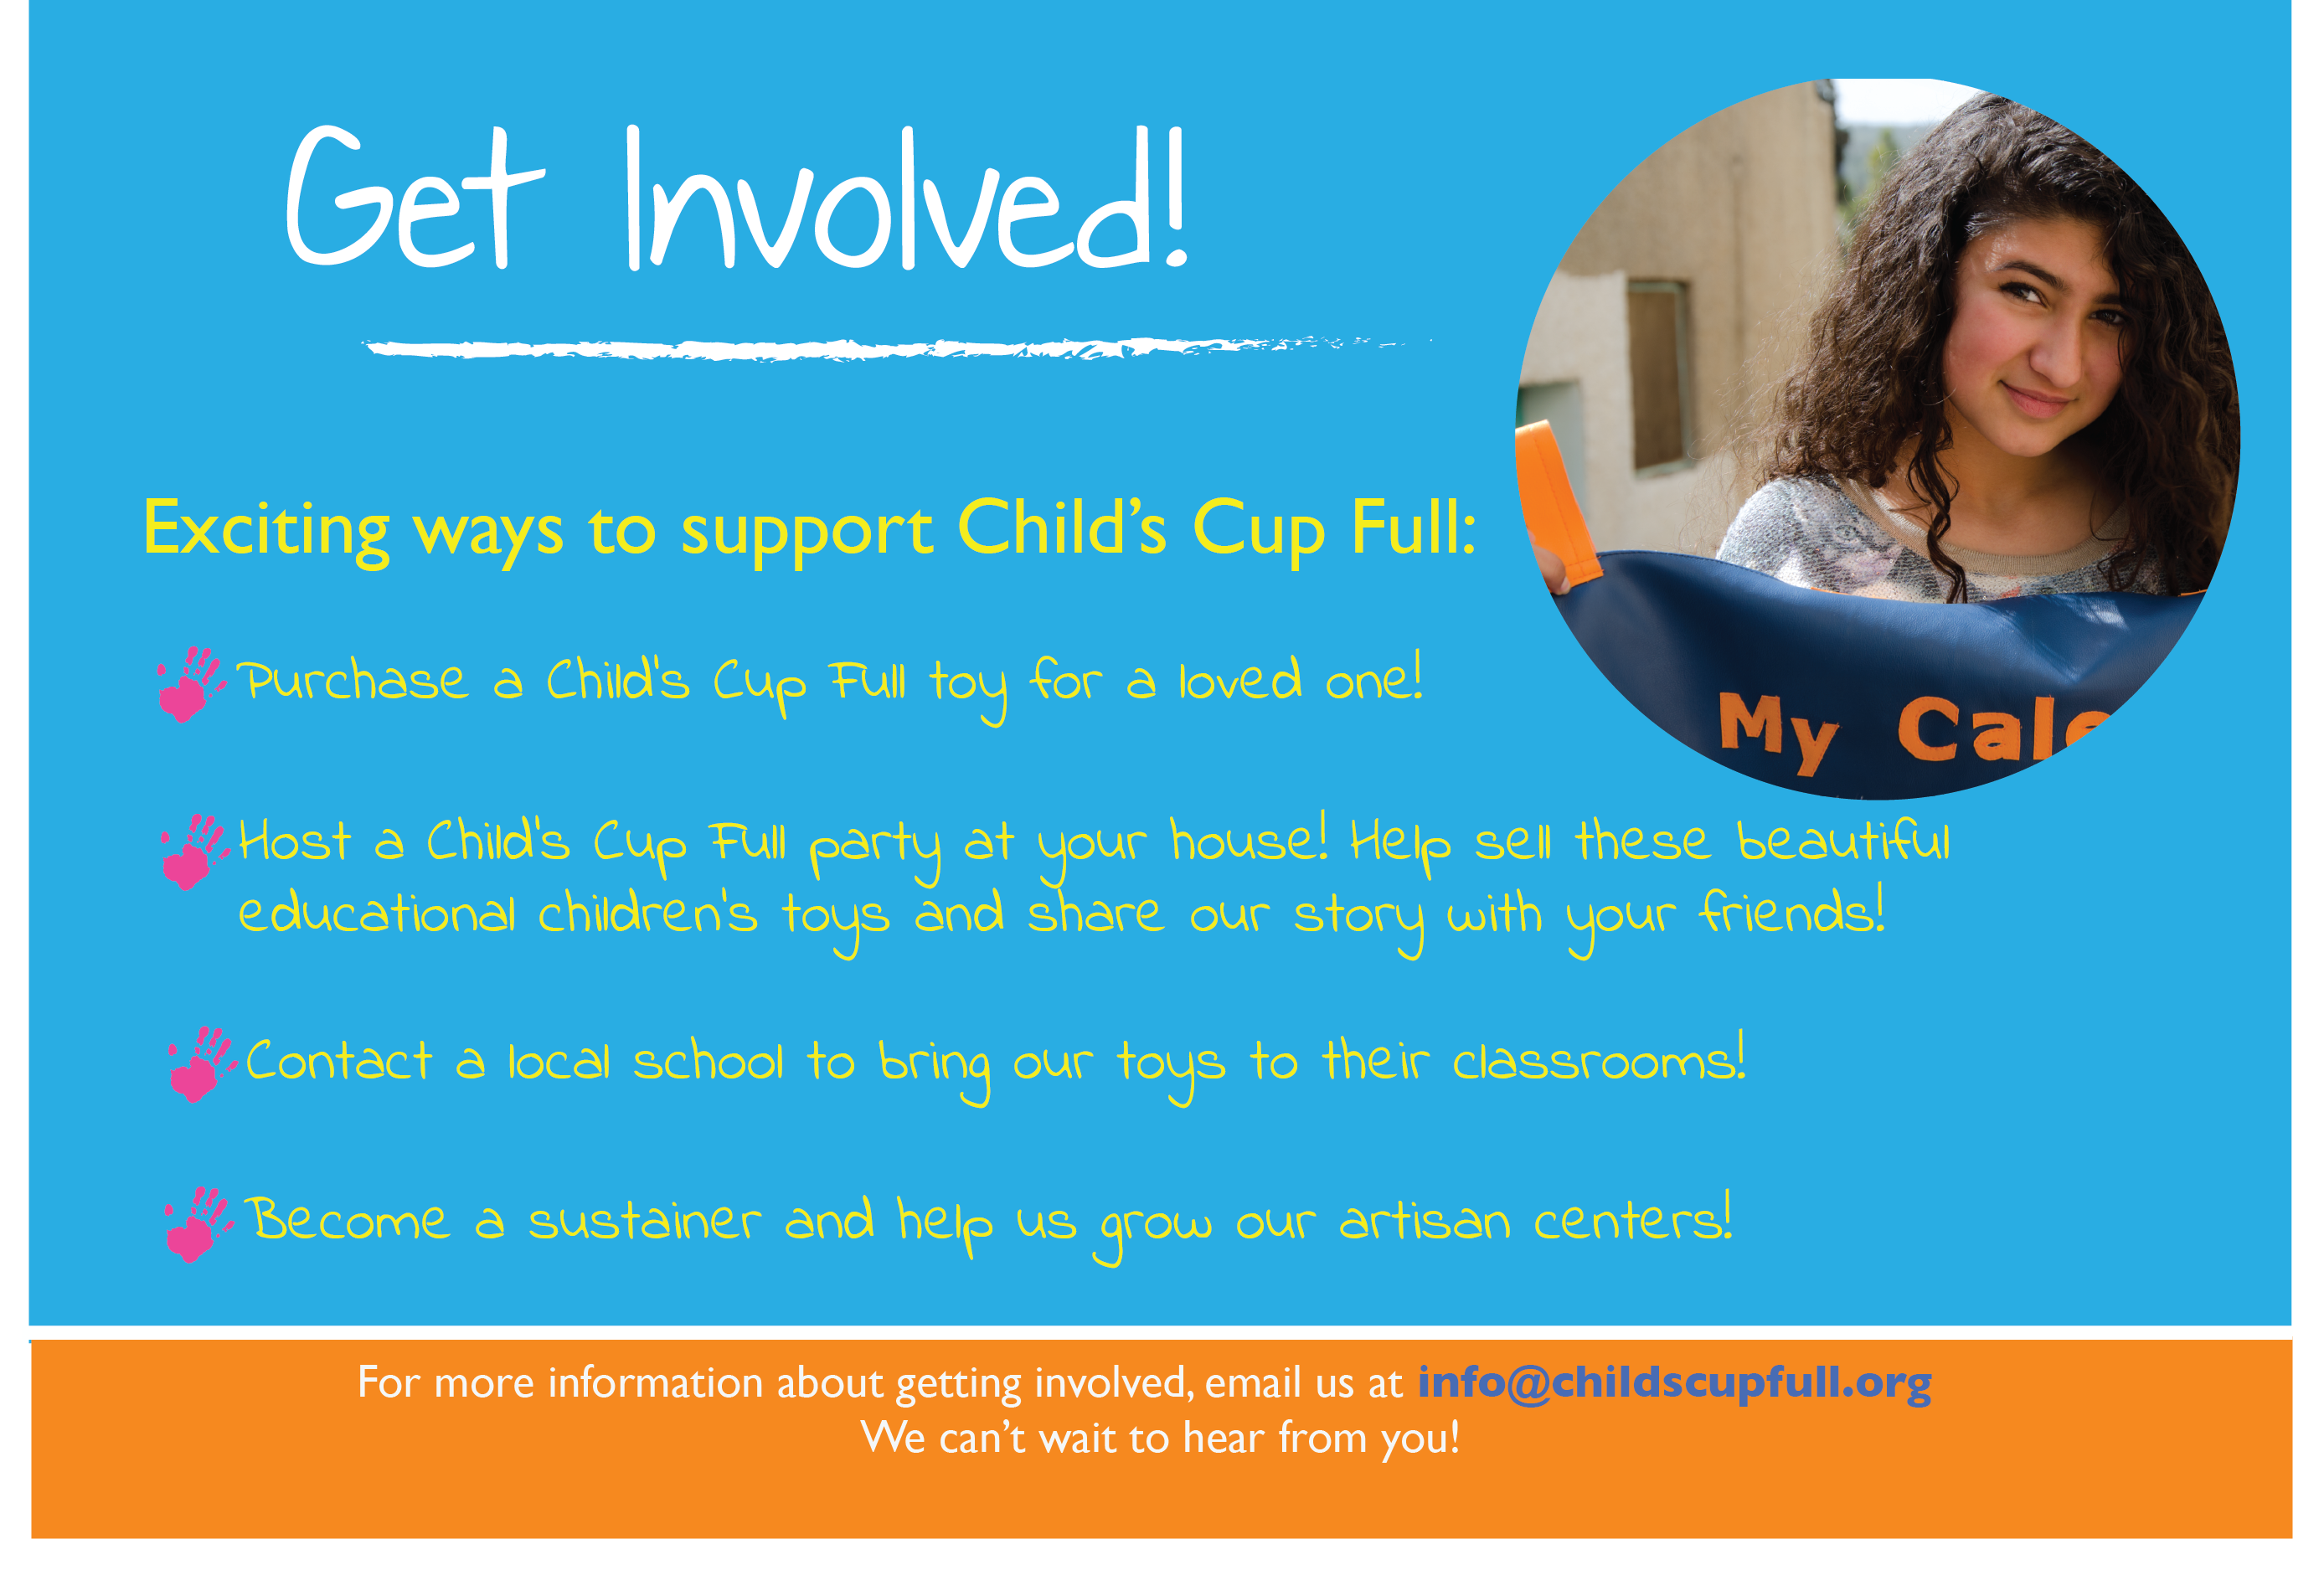 Get Involved!
Exciting ways to support Child’s Cup Full:
Purchase a Child's Cup Full toy for a loved one!
Host a Child's Cup Full party at your house! Help sell these beautiful
educational children's toys and share our story with your friends!
Contact a local school to bring our toys to their classrooms!
Become a sustainer and help us grow our artisan centers!
My Cale
For more information about getting involved, email us at info@childscupfull.org
We can’t wait to hear from you!